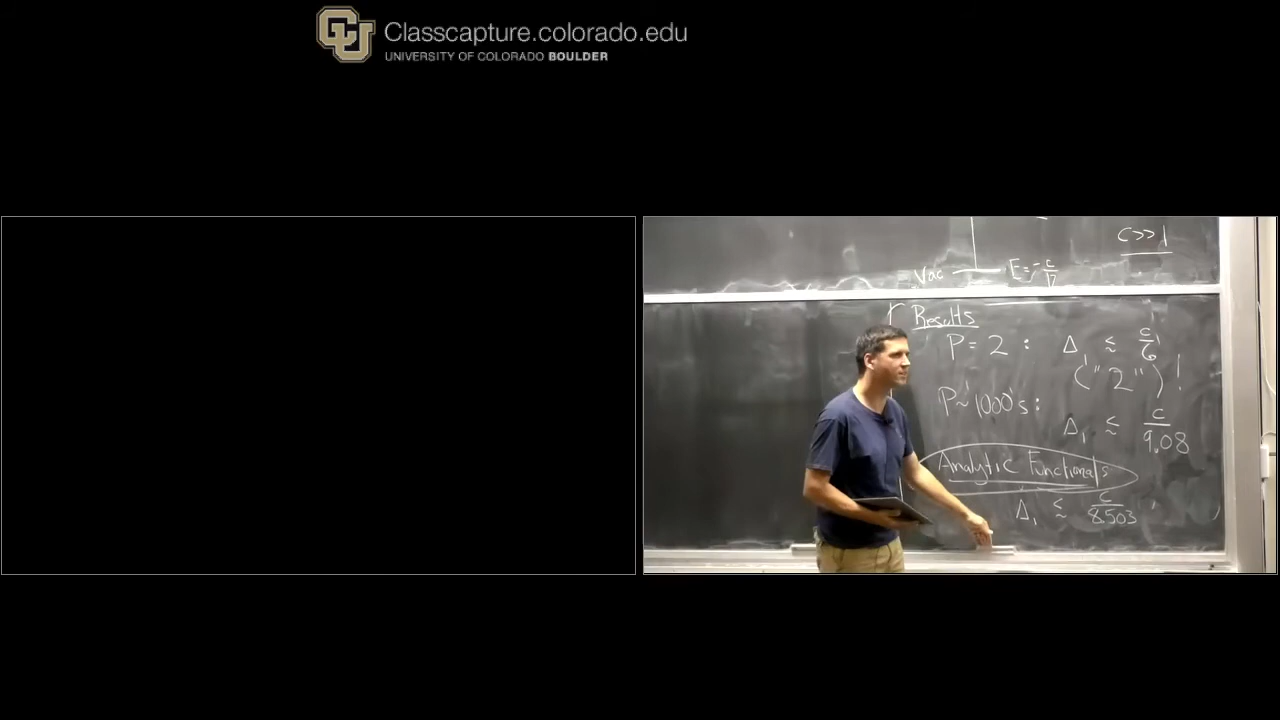 Classcapture.colorado.edu
UNIVERSITY OF COLORADO BOULDER
C>>1
Vac E=-c/12
Results
P=2: Δ₁ ≲ c/6
("2")!
P~1000's:
Δ₁ ≲ c/9.08
Analytic Functionals
Δ₁ ≲ c/8.503